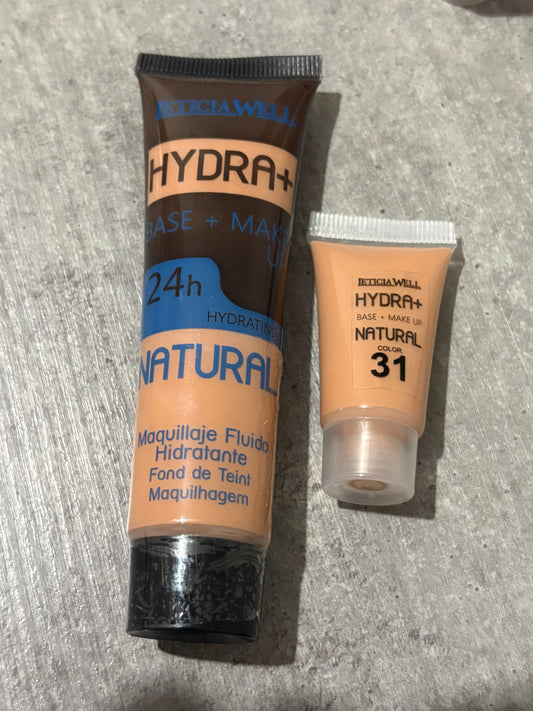 LETICIA WELL
HYDRA+
BASE + MAKE
UP
24h
HYDRATING
NATURAL
Maquillaje Fluido
Hidratante
Fond de Teint
Maquilhagem
LETICIA WELL
HYDRA+
BASE + MAKE UP
NATURAL
COLOR:
31